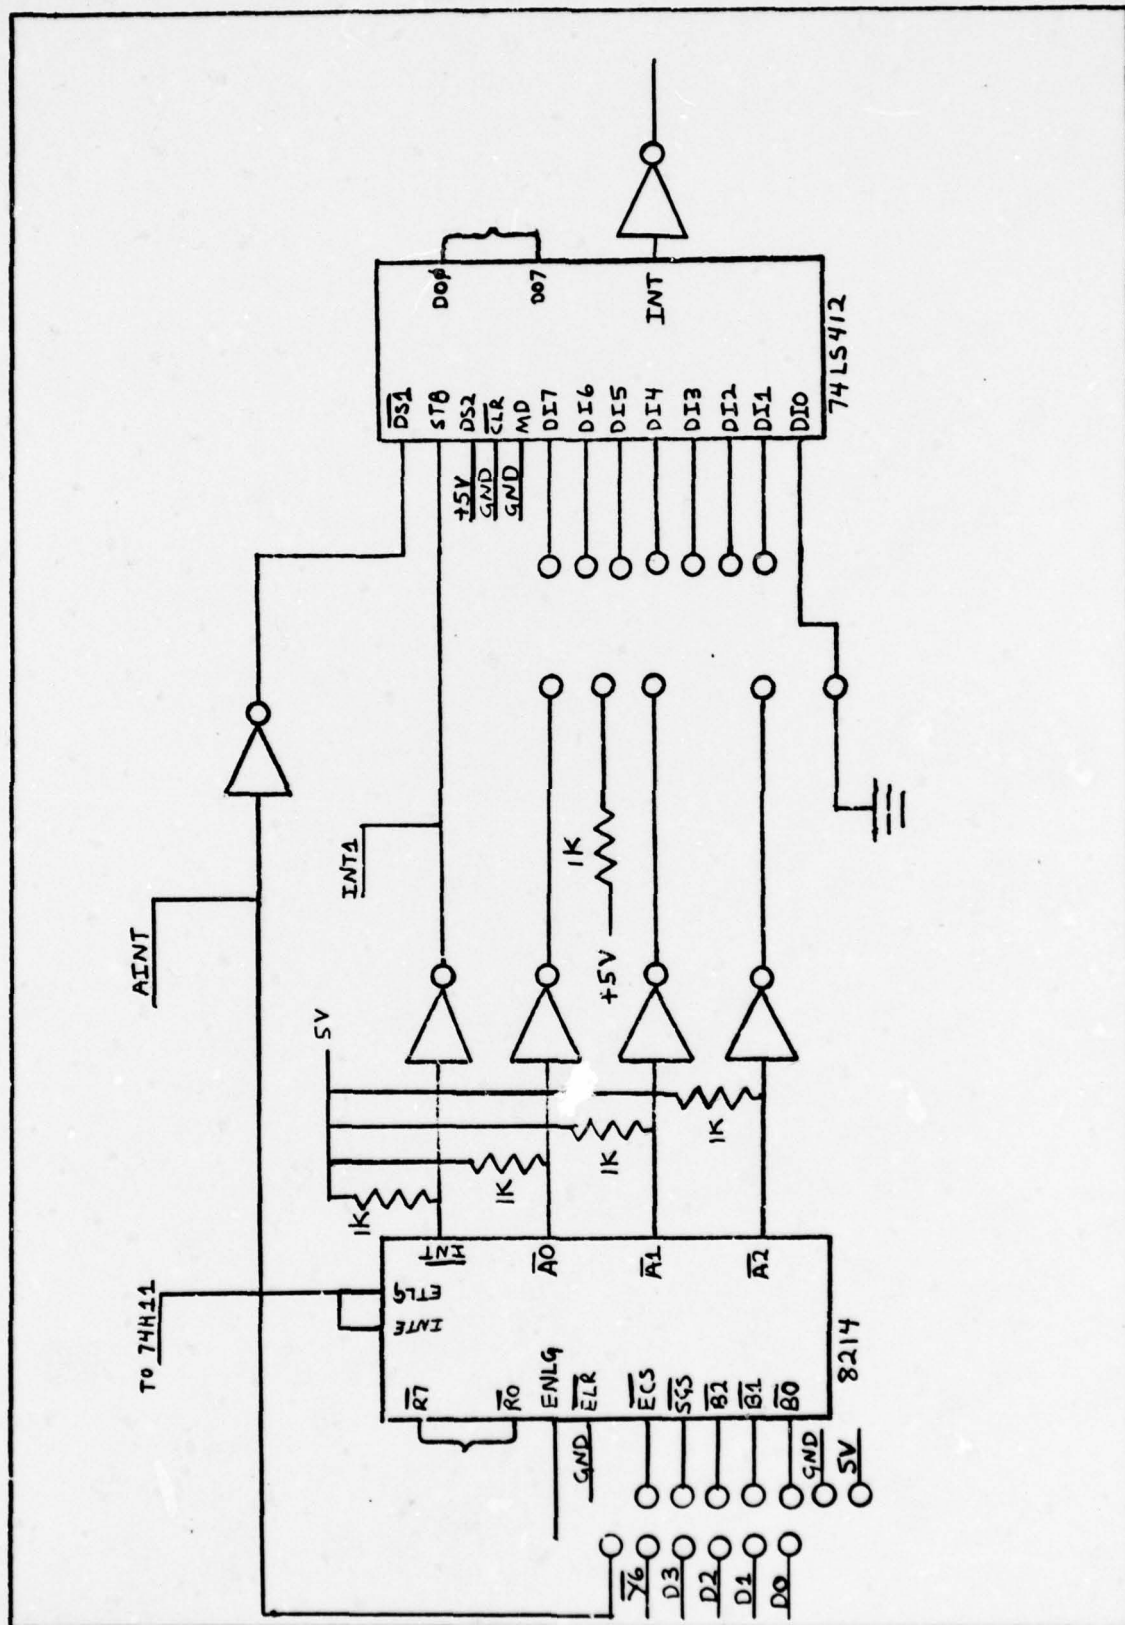 TO 74H11
AINT
5V
INT1
1K
1K
1K
1K
+5V
1K
R7
R0
ENLG
ELR
GND
ECS
SGS
B2
B1
B0
GND
5V
Y6
D3
D2
D1
D0
INTE
ETLG
INT
A0
A1
A2
8214
DS1
STB
DS2
+5V
CLR
GND
MD
GND
DI7
DI6
DI5
DI4
DI3
DI2
DI1
DI0
DOφ
DO7
INT
74LS412